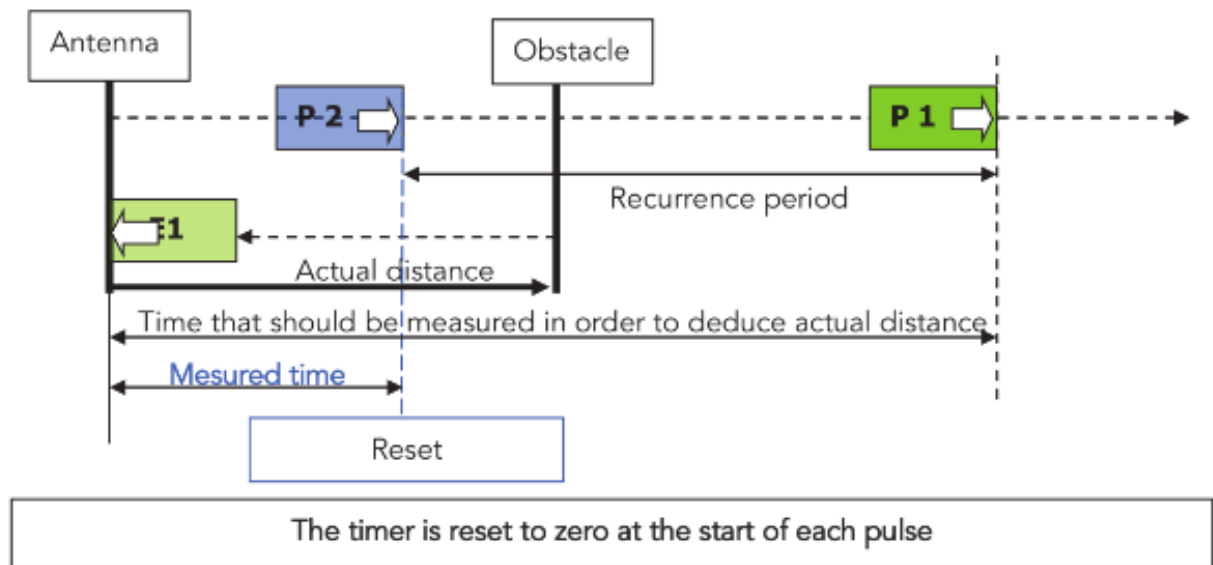 Antenna
Obstacle
P 2
P 1
Recurrence period
E1
Actual distance
Time that should be measured in order to deduce actual distance
Mesured time
Reset
The timer is reset to zero at the start of each pulse